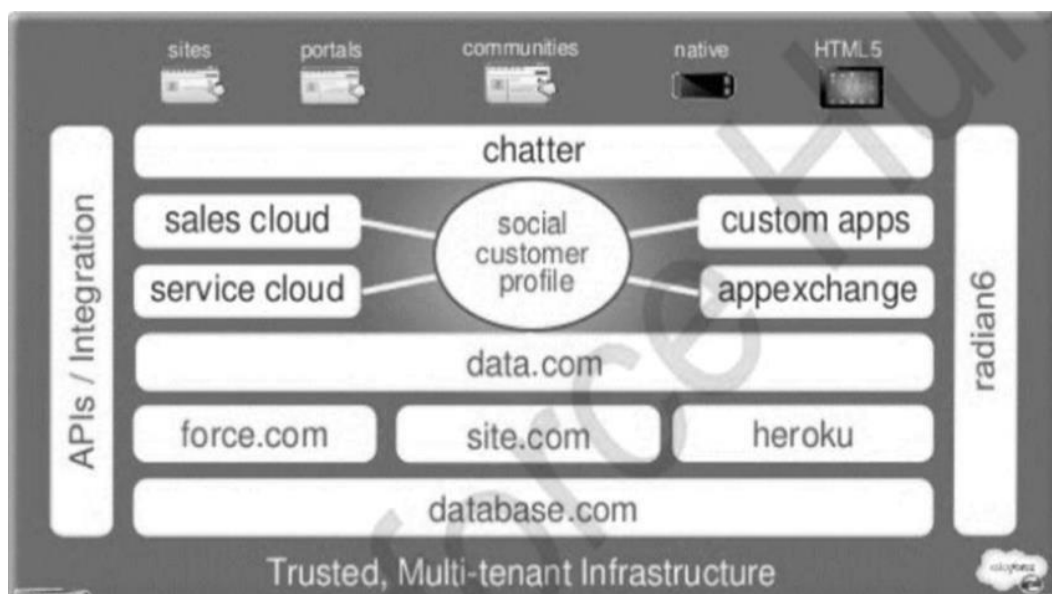 sites
portals
communities
native
HTML5
chatter
sales cloud
service cloud
social
customer
profile
custom apps
appexchange
APIs / Integration
radian6
data.com
force.com
site.com
heroku
database.com
Trusted, Multi-tenant Infrastructure
salesforce